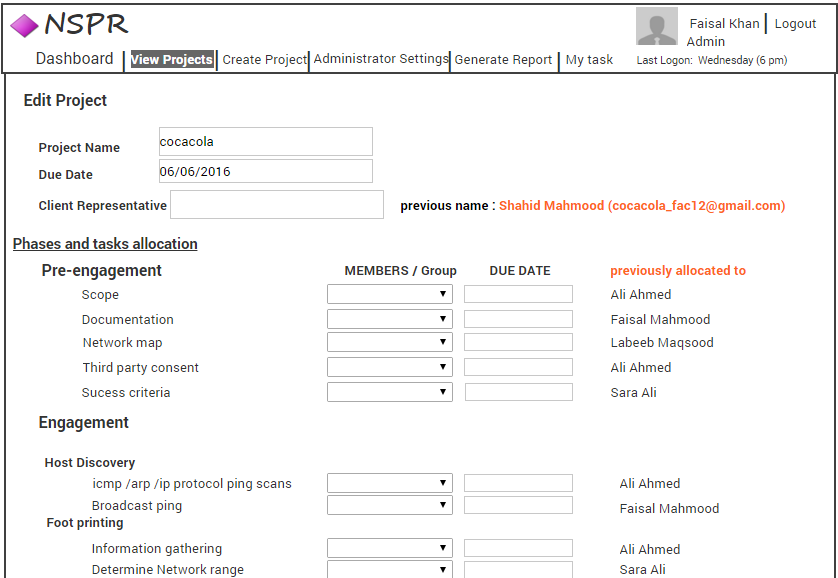 NSPR
Faisal Khan | Logout
Admin
Dashboard | View Projects | Create Project | Administrator Settings | Generate Report | My task
Last Logon: Wednesday (6 pm)
Edit Project
Project Name cocacola
Due Date 06/06/2016
Client Representative previous name : Shahid Mahmood (cocacola_fac12@gmail.com)
Phases and tasks allocation
Pre-engagement MEMBERS / Group DUE DATE previously allocated to
Scope Ali Ahmed
Documentation Faisal Mahmood
Network map Labeeb Maqsood
Third party consent Ali Ahmed
Sucess criteria Sara Ali
Engagement
Host Discovery
icmp /arp /ip protocol ping scans Ali Ahmed
Broadcast ping Faisal Mahmood
Foot printing
Information gathering Ali Ahmed
Determine Network range Sara Ali